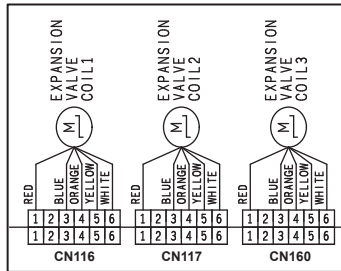 EXPANSION
VALVE
COIL1
M
RED
BLUE
ORANGE
YELLOW
WHITE
1 2 3 4 5 6
1 2 3 4 5 6
CN116
EXPANSION
VALVE
COIL2
M
RED
BLUE
ORANGE
YELLOW
WHITE
1 2 3 4 5 6
1 2 3 4 5 6
CN117
EXPANSION
VALVE
COIL3
M
RED
BLUE
ORANGE
YELLOW
WHITE
1 2 3 4 5 6
1 2 3 4 5 6
CN160